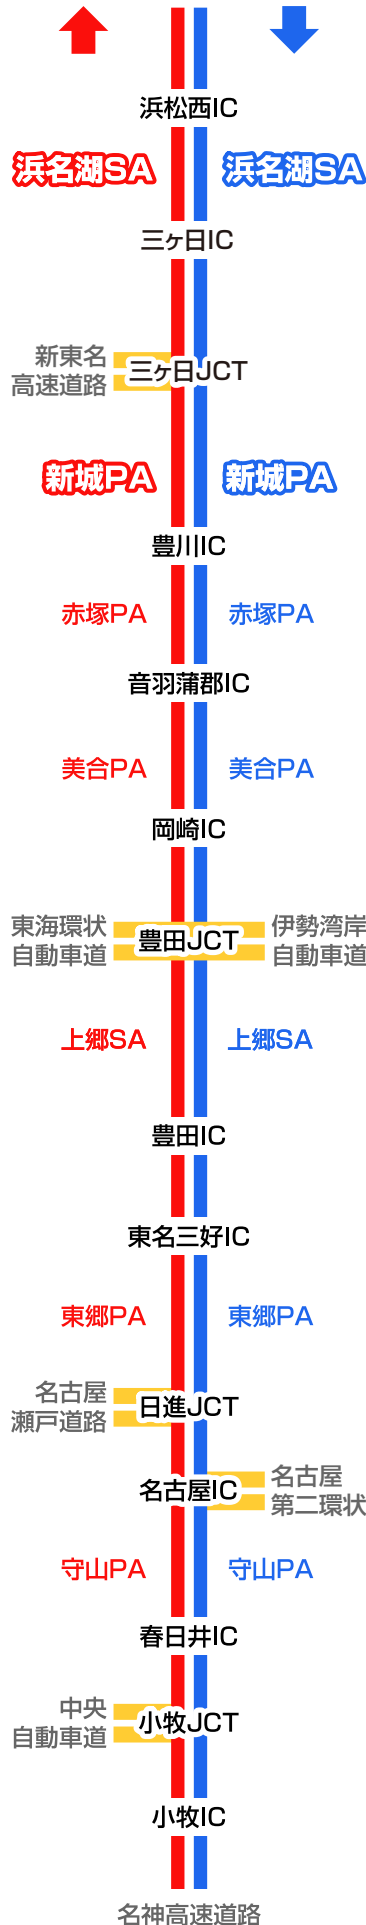 浜松西IC
浜名湖SA
浜名湖SA
三ヶ日IC
新東名
高速道路
三ヶ日JCT
新城PA
新城PA
豊川IC
赤塚PA
赤塚PA
音羽蒲郡IC
美合PA
美合PA
岡崎IC
東海環状
自動車道
豊田JCT
伊勢湾岸
自動車道
上郷SA
上郷SA
豊田IC
東名三好IC
東郷PA
東郷PA
名古屋
瀬戸道路
日進JCT
名古屋IC
名古屋
第二環状
守山PA
守山PA
春日井IC
中央
自動車道
小牧JCT
小牧IC
名神高速道路